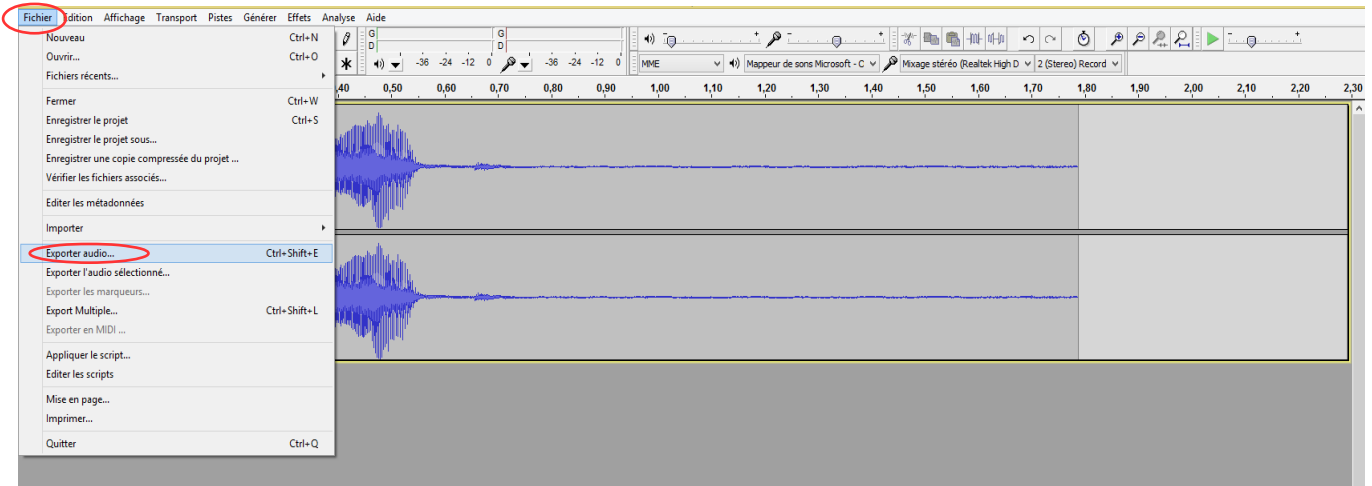 Fichier Edition Affichage Transport Pistes Générer Effets Analyse Aide
Nouveau Ctrl+N
Ouvrir... Ctrl+O
Fichiers récents...
Fermer Ctrl+W
Enregistrer le projet Ctrl+S
Enregistrer le projet sous...
Enregistrer une copie compressée du projet ...
Vérifier les fichiers associés...
Editer les métadonnées
Importer
Exporter audio... Ctrl+Shift+E
Exporter l'audio sélectionné...
Exporter les marqueurs...
Export Multiple... Ctrl+Shift+L
Exporter en MIDI ...
Appliquer le script...
Editer les scripts
Mise en page...
Imprimer...
Quitter Ctrl+Q
G G
D D
-36 -24 -12 0 -36 -24 -12 0
MME Mappeur de sons Microsoft - O Mixage stéréo (Realtek High D 2 (Stereo) Record
,40 0,50 0,60 0,70 0,80 0,90 1,00 1,10 1,20 1,30 1,40 1,50 1,60 1,70 1,80 1,90 2,00 2,10 2,20 2,30